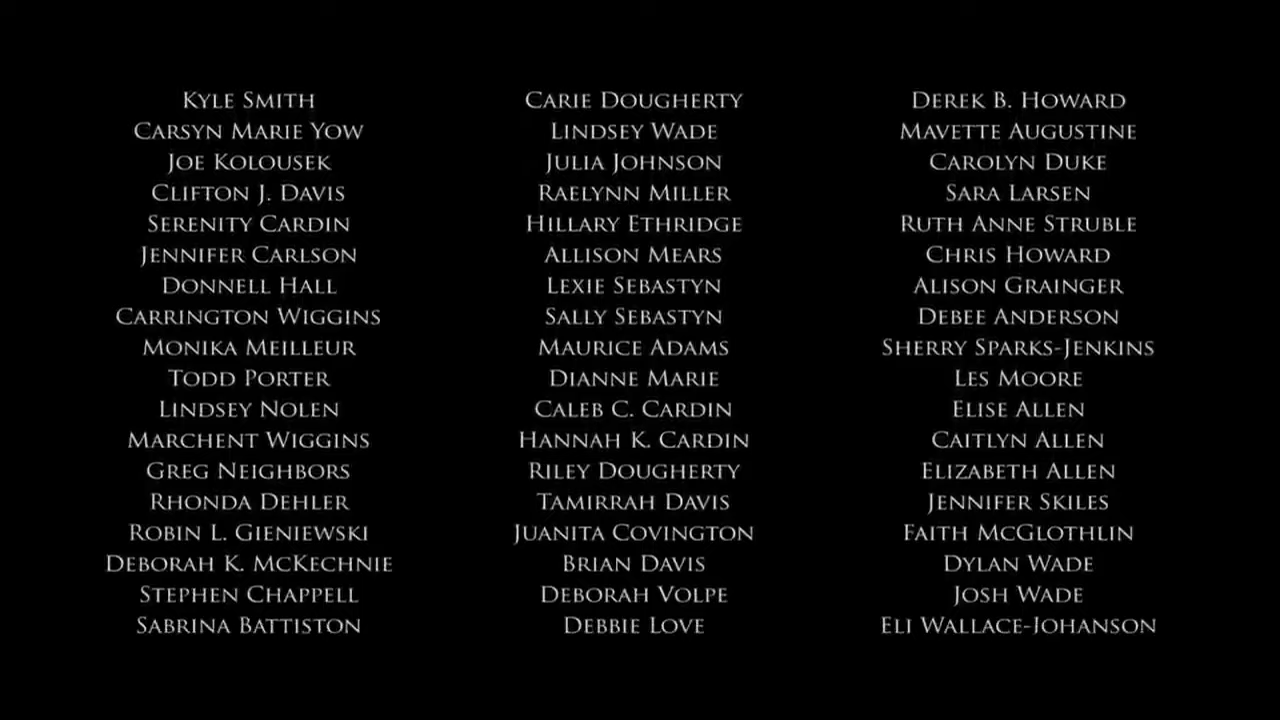 Kyle Smith
Carsyn Marie Yow
Joe Kolousek
Clifton J. Davis
Serenity Cardin
Jennifer Carlson
Donnell Hall
Carrington Wiggins
Monika Meilleur
Todd Porter
Lindsey Nolen
Marchent Wiggins
Greg Neighbors
Rhonda Dehler
Robin L. Gieniewski
Deborah K. McKechnie
Stephen Chappell
Sabrina Battiston
Carie Dougherty
Lindsey Wade
Julia Johnson
Raelynn Miller
Hillary Ethridge
Allison Mears
Lexie Sebastyn
Sally Sebastyn
Maurice Adams
Dianne Marie
Caleb C. Cardin
Hannah K. Cardin
Riley Dougherty
Tamirrah Davis
Juanita Covington
Brian Davis
Deborah Volpe
Debbie Love
Derek B. Howard
Mavette Augustine
Carolyn Duke
Sara Larsen
Ruth Anne Struble
Chris Howard
Alison Grainger
Debee Anderson
Sherry Sparks-Jenkins
Les Moore
Elise Allen
Caitlyn Allen
Elizabeth Allen
Jennifer Skiles
Faith McGlothlin
Dylan Wade
Josh Wade
Eli Wallace-Johanson